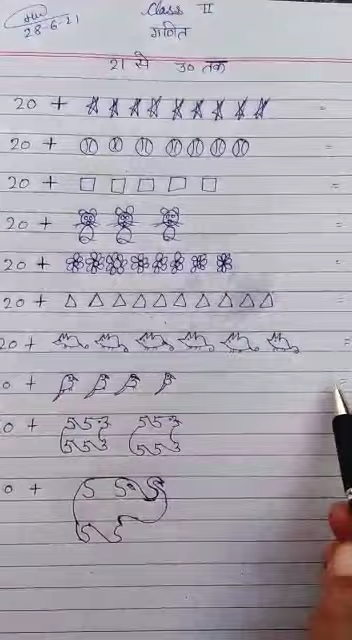 28-6-21
Class II
गणित
21 से 30 तक
20 + =
20 + =
20 + =
20 + =
20 + =
20 + =
20 + =
0 + =
0 +
0 +